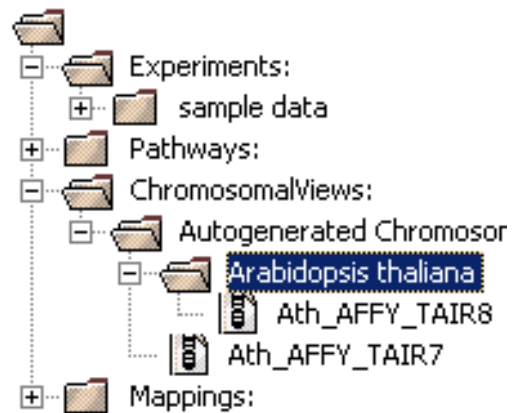 Experiments:
sample data
Pathways:
ChromosomalViews:
Autogenerated Chromosor
Arabidopsis thaliana
Ath_AFFY_TAIR8
Ath_AFFY_TAIR7
Mappings: